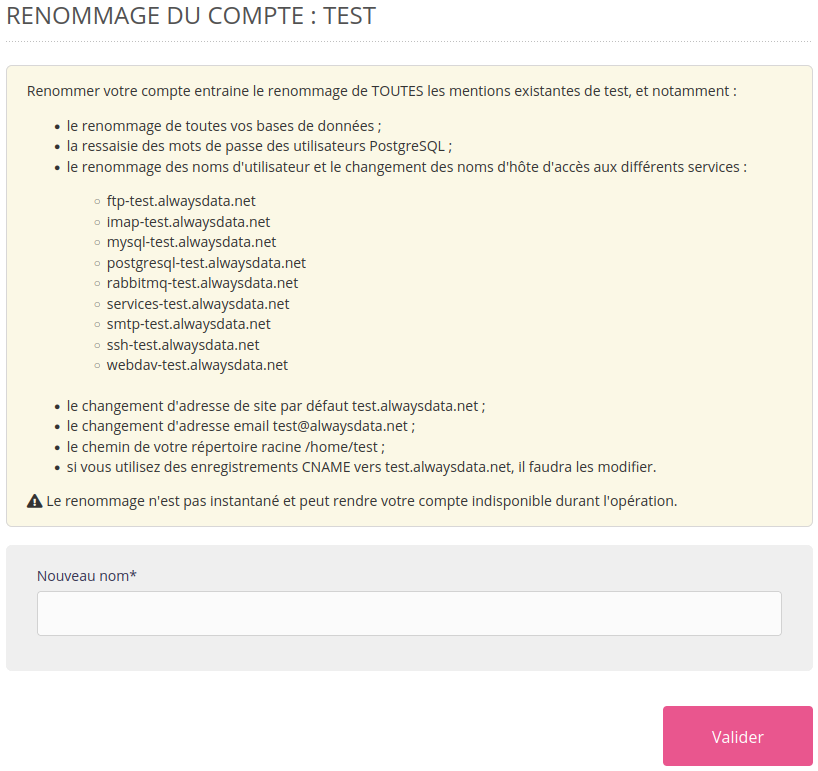 RENOMMAGE DU COMPTE : TEST
Renommer votre compte entraine le renommage de TOUTES les mentions existantes de test, et notamment :
• le renommage de toutes vos bases de données ;
• la ressaisie des mots de passe des utilisateurs PostgreSQL ;
• le renommage des noms d'utilisateur et le changement des noms d'hôte d'accès aux différents services :
○ ftp-test.alwaysdata.net
○ imap-test.alwaysdata.net
○ mysql-test.alwaysdata.net
○ postgresql-test.alwaysdata.net
○ rabbitmq-test.alwaysdata.net
○ services-test.alwaysdata.net
○ smtp-test.alwaysdata.net
○ ssh-test.alwaysdata.net
○ webdav-test.alwaysdata.net
• le changement d'adresse de site par défaut test.alwaysdata.net ;
• le changement d'adresse email test@alwaysdata.net ;
• le chemin de votre répertoire racine /home/test ;
• si vous utilisez des enregistrements CNAME vers test.alwaysdata.net, il faudra les modifier.
Le renommage n'est pas instantané et peut rendre votre compte indisponible durant l'opération.
Nouveau nom*
Valider